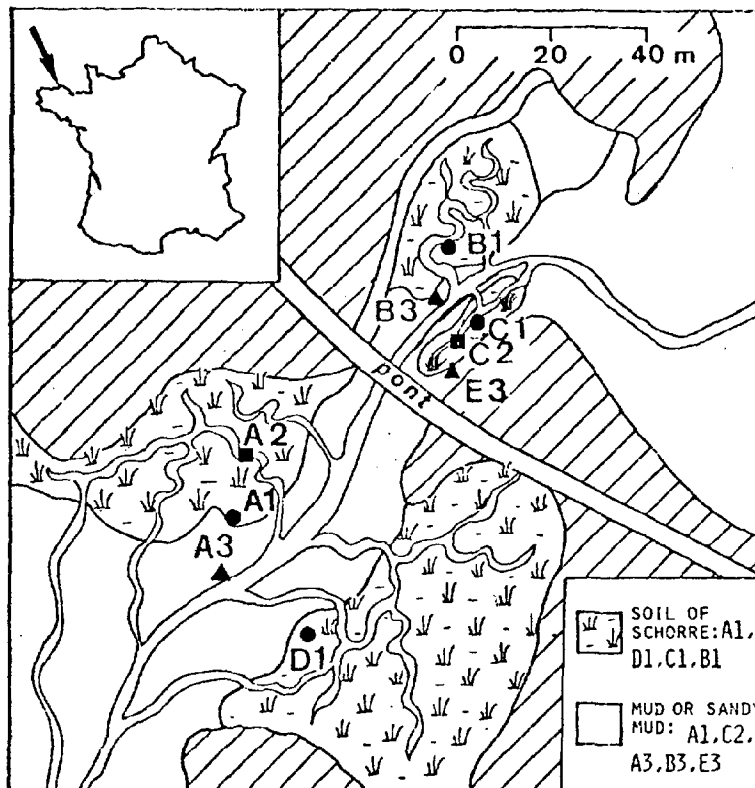 0 20 40 m
B1
B3
C1
C2
pont
E3
A2
A1
A3
D1
SOIL OF
SCHORRE: A1,
D1, C1, B1
MUD OR SANDY
MUD: A1, C2,
A3, B3, E3